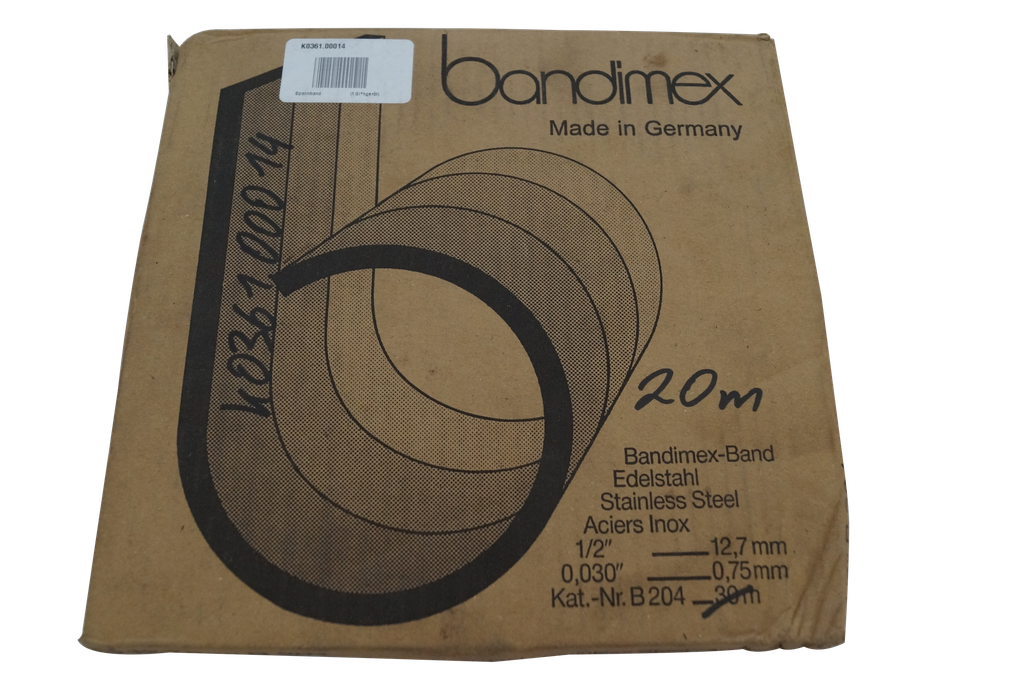 K0361.00014
bandimex
Made in Germany
K0361.00014
20m
Bandimex-Band
Edelstahl
Stainless Steel
Aciers Inox
1/2" 12,7 mm
0,030" 0,75 mm
Kat.-Nr. B 204 30m